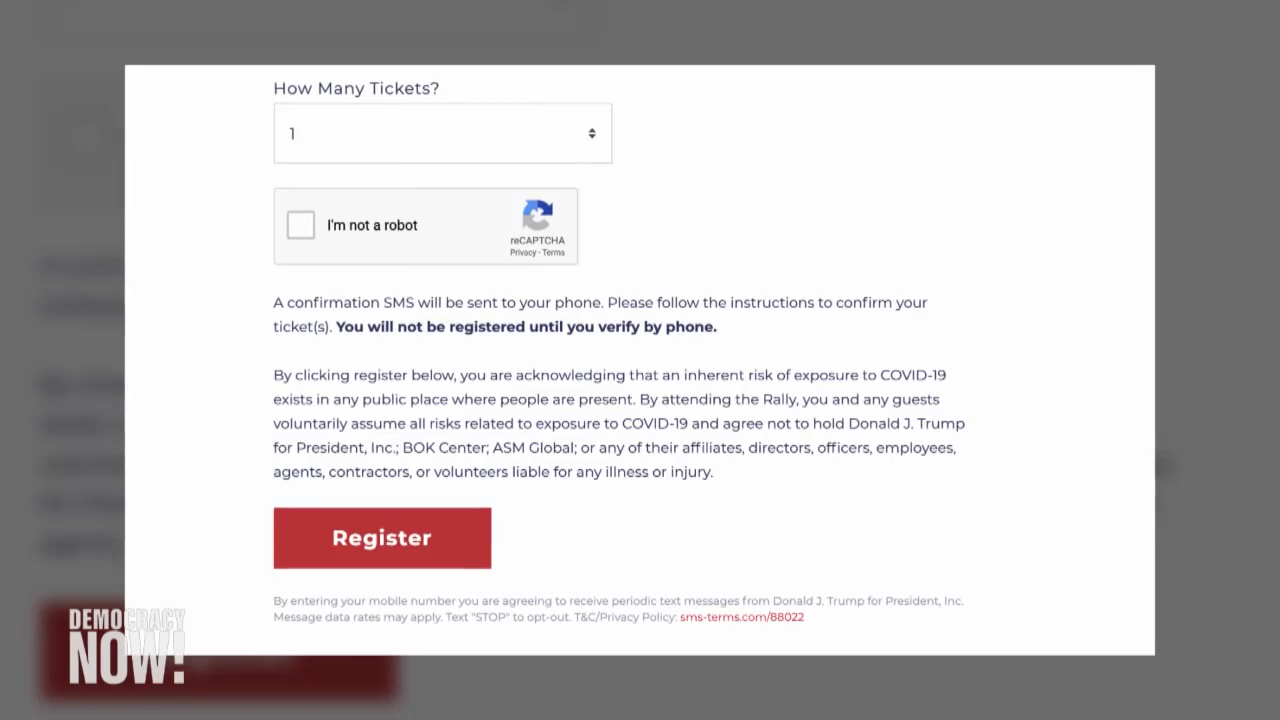 How Many Tickets?
1
I'm not a robot
reCAPTCHA
Privacy - Terms
A confirmation SMS will be sent to your phone. Please follow the instructions to confirm your
ticket(s). You will not be registered until you verify by phone.
By clicking register below, you are acknowledging that an inherent risk of exposure to COVID-19
exists in any public place where people are present. By attending the Rally, you and any guests
voluntarily assume all risks related to exposure to COVID-19 and agree not to hold Donald J. Trump
for President, Inc.; BOK Center; ASM Global; or any of their affiliates, directors, officers, employees,
agents, contractors, or volunteers liable for any illness or injury.
Register
By entering your mobile number you are agreeing to receive periodic text messages from Donald J. Trump for President, Inc.
Message data rates may apply. Text "STOP" to opt-out. T&C/Privacy Policy: sms-terms.com/88022
DEMOCRACY
NOW!